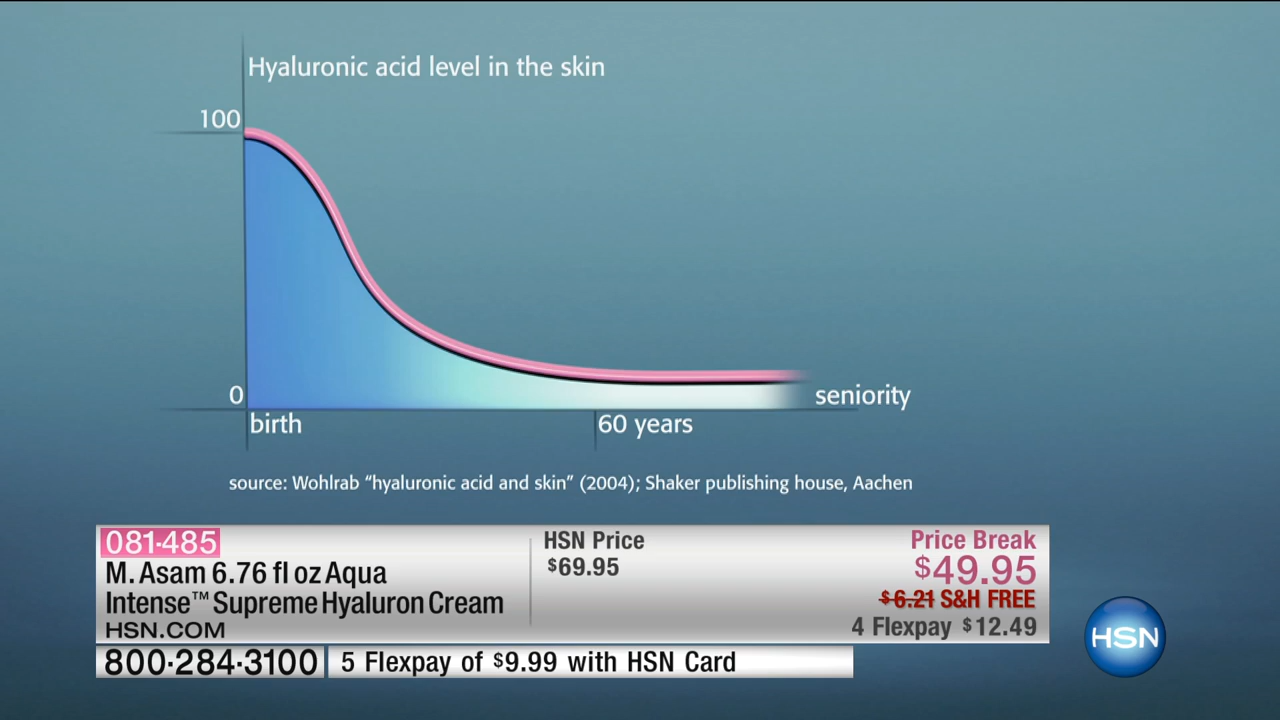 Hyaluronic acid level in the skin
100
0
seniority
birth
60 years
source: Wohlrab “hyaluronic acid and skin” (2004); Shaker publishing house, Aachen
081-485
M. Asam 6.76 fl oz Aqua
Intense™ Supreme Hyaluron Cream
HSN.COM
HSN Price
$69.95
Price Break
$49.95
$6.21 S&H FREE
4 Flexpay $12.49
800·284·3100
5 Flexpay of $9.99 with HSN Card
HSN